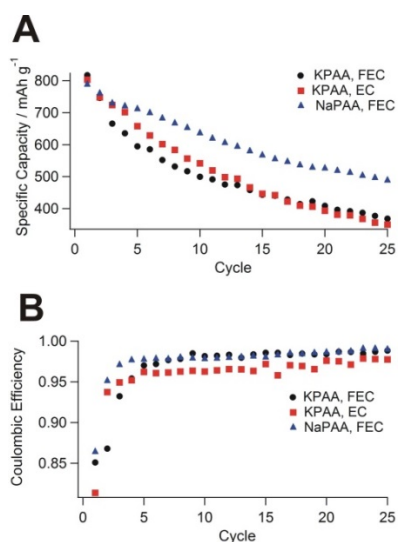 A
800
700
600
500
400
Specific Capacity / mAh g⁻¹
KPAA, FEC
KPAA, EC
NaPAA, FEC
0 5 10 15 20 25
Cycle
B
1.00
0.95
0.90
0.85
Coulombic Efficiency
KPAA, FEC
KPAA, EC
NaPAA, FEC
0 5 10 15 20 25
Cycle